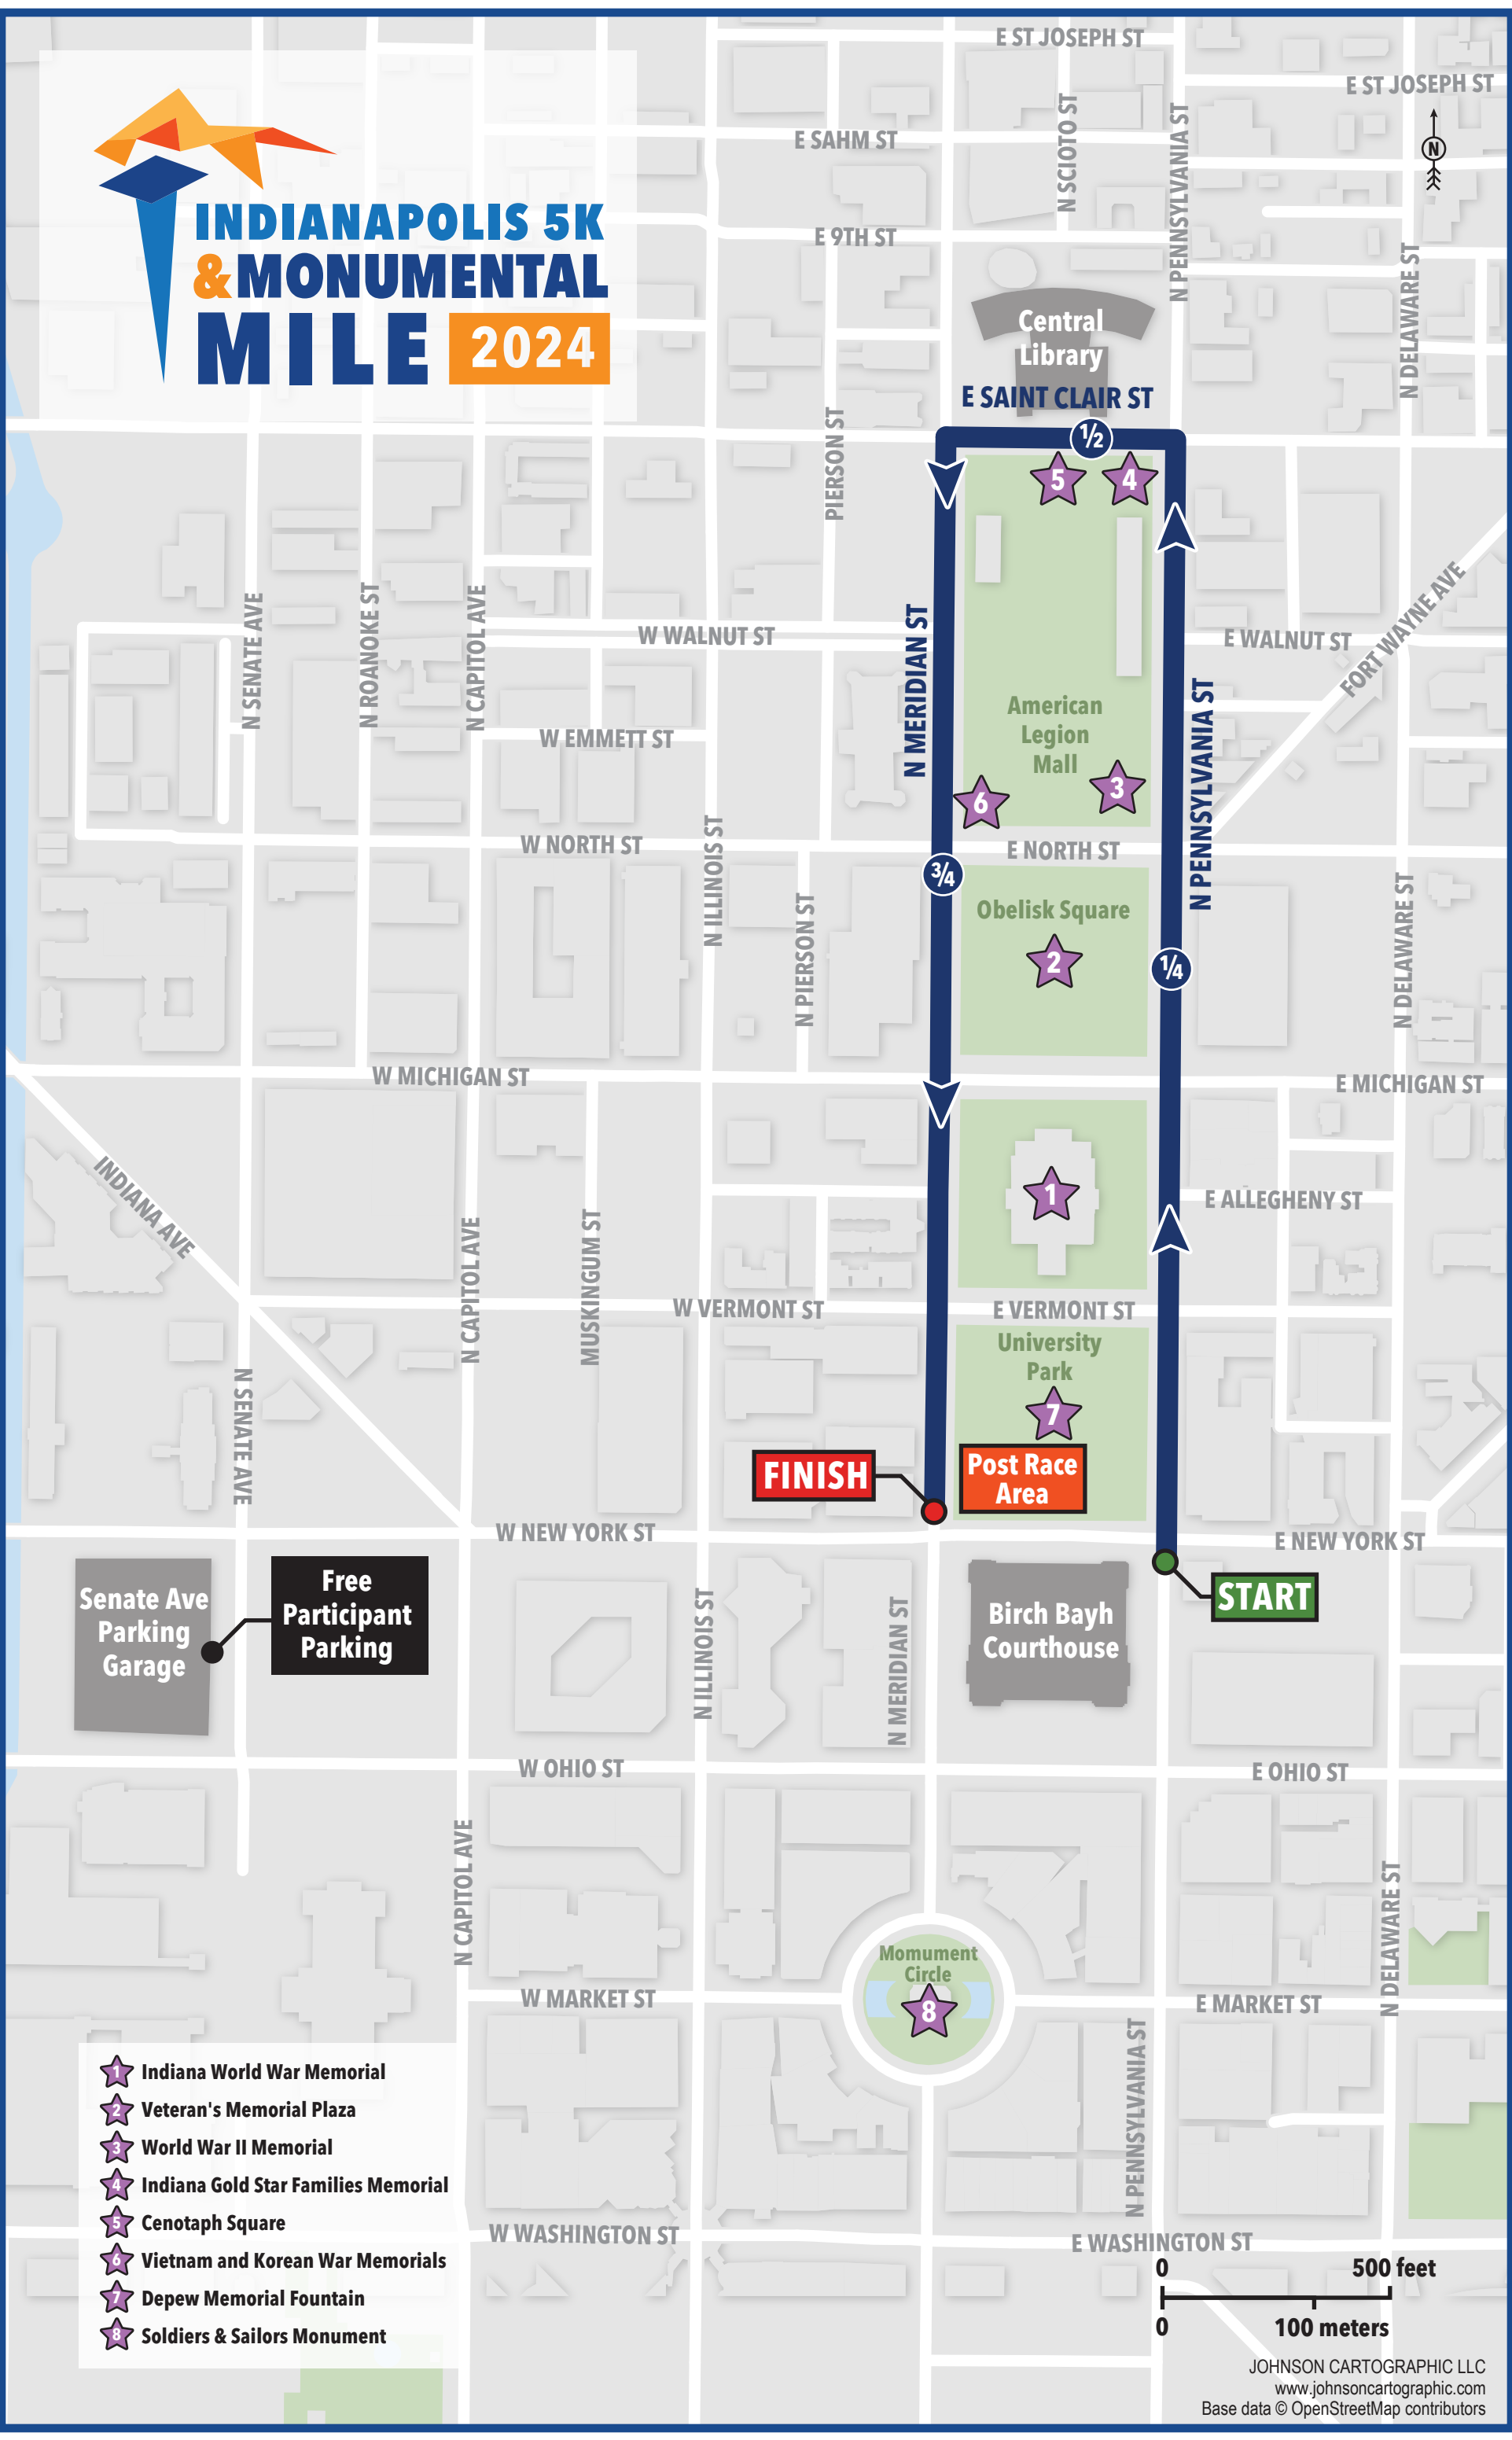 INDIANAPOLIS 5K
&MONUMENTAL
MILE 2024
E ST JOSEPH ST
E ST JOSEPH ST
E SAHM ST
N SCIOTO ST
N PENNSYLVANIA ST
N
E 9TH ST
N DELAWARE ST
Central
Library
E SAINT CLAIR ST
½
PIERSON ST
5
4
N SENATE AVE
N ROANOKE ST
N CAPITOL AVE
W WALNUT ST
N MERIDIAN ST
E WALNUT ST
FORT WAYNE AVE
American
Legion
Mall
N PENNSYLVANIA ST
W EMMETT ST
6
3
W NORTH ST
N ILLINOIS ST
E NORTH ST
¾
Obelisk Square
2
¼
N PIERSON ST
N DELAWARE ST
W MICHIGAN ST
E MICHIGAN ST
INDIANA AVE
1
E ALLEGHENY ST
N CAPITOL AVE
MUSKINGUM ST
W VERMONT ST
E VERMONT ST
University
Park
7
N SENATE AVE
FINISH
Post Race
Area
W NEW YORK ST
E NEW YORK ST
START
Senate Ave
Parking
Garage
Free
Participant
Parking
N ILLINOIS ST
N MERIDIAN ST
Birch Bayh
Courthouse
W OHIO ST
E OHIO ST
N CAPITOL AVE
N DELAWARE ST
Momument
Circle
8
W MARKET ST
E MARKET ST
N PENNSYLVANIA ST
1 Indiana World War Memorial
2 Veteran's Memorial Plaza
3 World War II Memorial
4 Indiana Gold Star Families Memorial
5 Cenotaph Square
6 Vietnam and Korean War Memorials
7 Depew Memorial Fountain
8 Soldiers & Sailors Monument
W WASHINGTON ST
E WASHINGTON ST
0 500 feet
0 100 meters
JOHNSON CARTOGRAPHIC LLC
www.johnsoncartographic.com
Base data © OpenStreetMap contributors